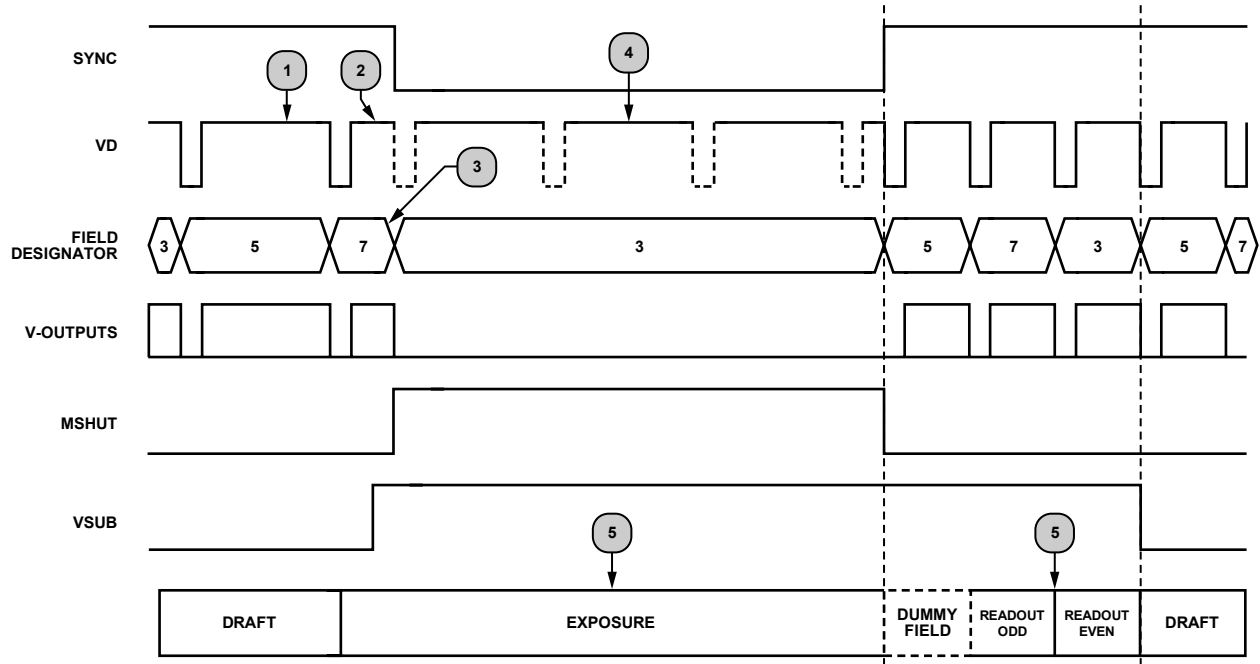 SYNC
1
2
4
VD
3
FIELD
DESIGNATOR
3
5
7
3
5
7
3
5
7
V-OUTPUTS
MSHUT
VSUB
5
5
DRAFT
EXPOSURE
DUMMY
FIELD
READOUT
ODD
READOUT
EVEN
DRAFT